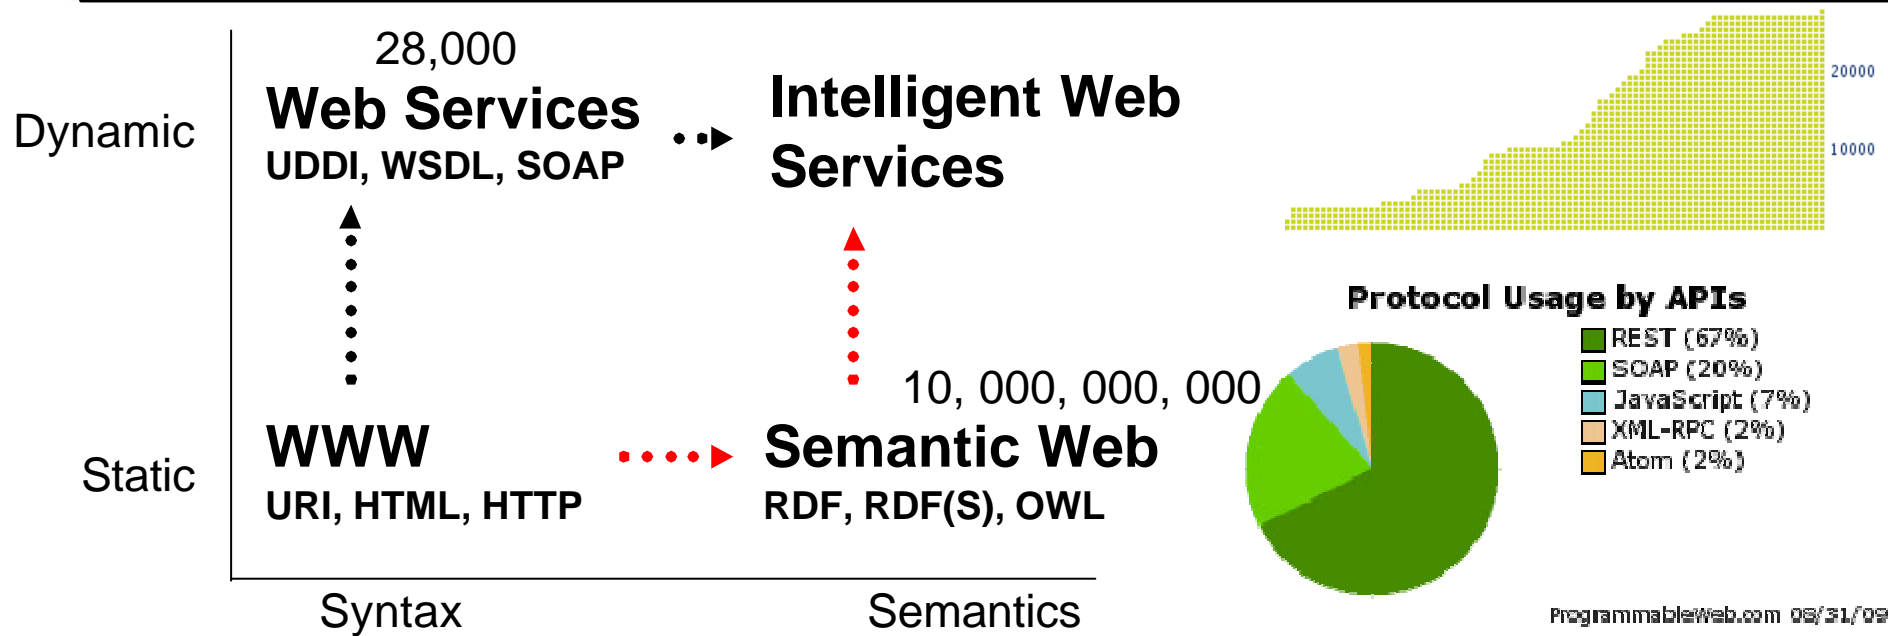 28,000
Dynamic
Web Services
UDDI, WSDL, SOAP
Intelligent Web
Services
20000
10000
Protocol Usage by APIs
REST (67%)
SOAP (20%)
JavaScript (7%)
XML-RPC (2%)
Atom (2%)
10, 000, 000, 000
Static
WWW
URI, HTML, HTTP
Semantic Web
RDF, RDF(S), OWL
Syntax
Semantics
ProgrammableWeb.com 08/31/09